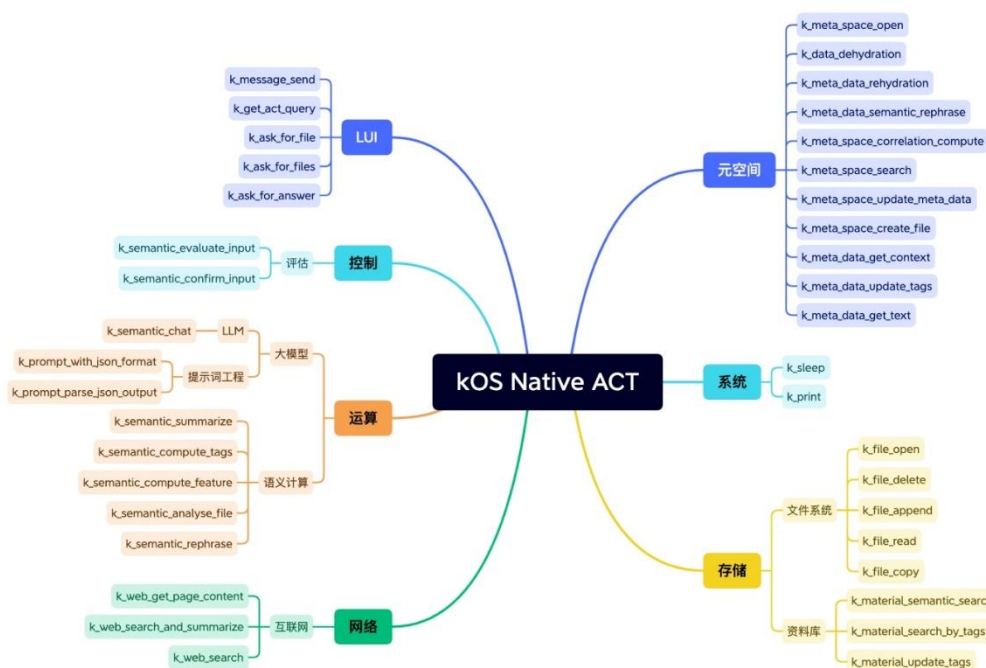 kOS Native ACT
LUI
k_message_send
k_get_act_query
k_ask_for_file
k_ask_for_files
k_ask_for_answer
控制
评估
k_semantic_evaluate_input
k_semantic_confirm_input
运算
大模型
LLM
k_semantic_chat
提示词工程
k_prompt_with_json_format
k_prompt_parse_json_output
语义计算
k_semantic_summarize
k_semantic_compute_tags
k_semantic_compute_feature
k_semantic_analyse_file
k_semantic_rephrase
网络
互联网
k_web_get_page_content
k_web_search_and_summarize
k_web_search
元空间
k_meta_space_open
k_data_dehydration
k_meta_data_rehydration
k_meta_data_semantic_rephrase
k_meta_space_correlation_compute
k_meta_space_search
k_meta_space_update_meta_data
k_meta_space_create_file
k_meta_data_get_context
k_meta_data_update_tags
k_meta_data_get_text
系统
k_sleep
k_print
存储
文件系统
k_file_open
k_file_delete
k_file_append
k_file_read
k_file_copy
资料库
k_material_semantic_search
k_material_search_by_tags
k_material_update_tags